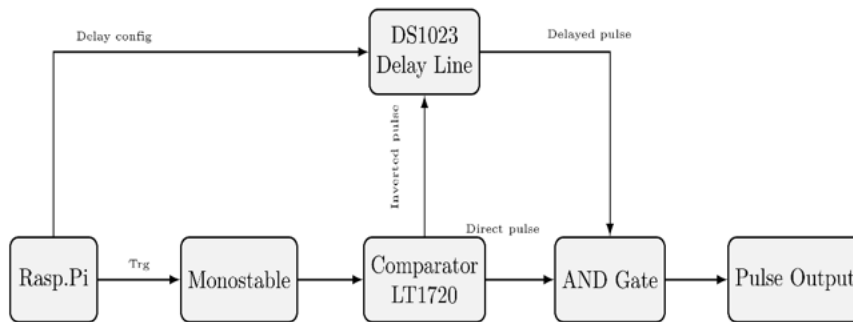 Delay config
DS1023
Delay Line
Delayed pulse
Inverted pulse
Direct pulse
Rasp.Pi
Trg
Monostable
Comparator
LT1720
AND Gate
Pulse Output